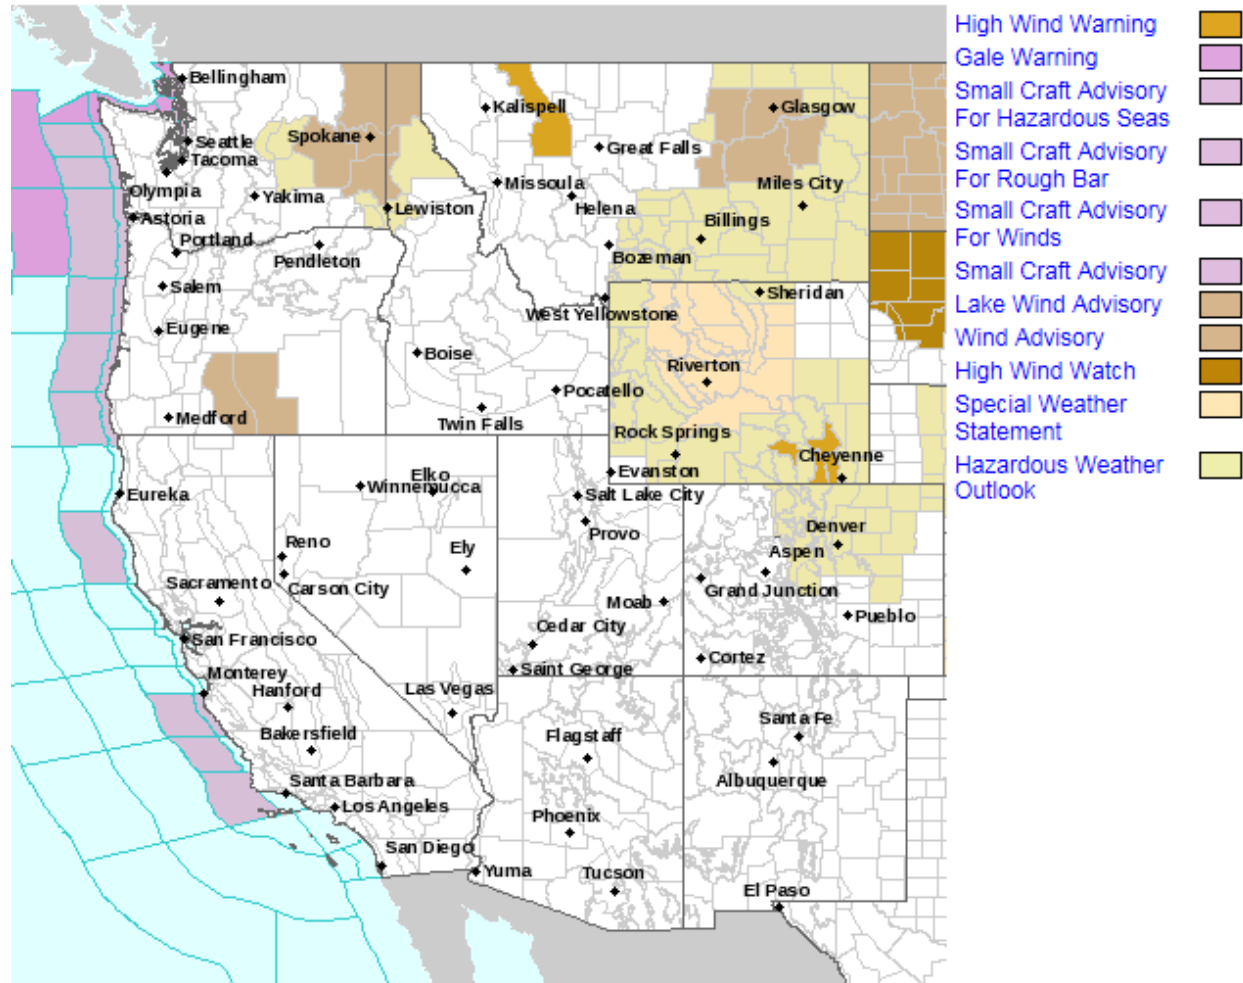 High Wind Warning
Gale Warning
Small Craft Advisory
For Hazardous Seas
Small Craft Advisory
For Rough Bar
Small Craft Advisory
For Winds
Small Craft Advisory
Lake Wind Advisory
Wind Advisory
High Wind Watch
Special Weather
Statement
Hazardous Weather
Outlook
Bellingham
Kalispell
Glasgow
Spokane
Seattle
Great Falls
Tacoma
Missoula
Miles City
Olympia
Yakima
Lewiston
Helena
Astoria
Billings
Portland
Pendleton
Bozeman
Salem
Sheridan
West Yellowstone
Eugene
Boise
Riverton
Pocatello
Medford
Twin Falls
Rock Springs
Cheyenne
Evanston
Elko
Winnemucca
Eureka
Salt Lake City
Denver
Provo
Reno
Ely
Aspen
Sacramento
Carson City
Grand Junction
Moab
Pueblo
Cedar City
San Francisco
Cortez
Saint George
Monterey
Hanford
Las Vegas
Santa Fe
Bakersfield
Flagstaff
Santa Barbara
Albuquerque
Los Angeles
Phoenix
San Diego
Yuma
Tucson
El Paso